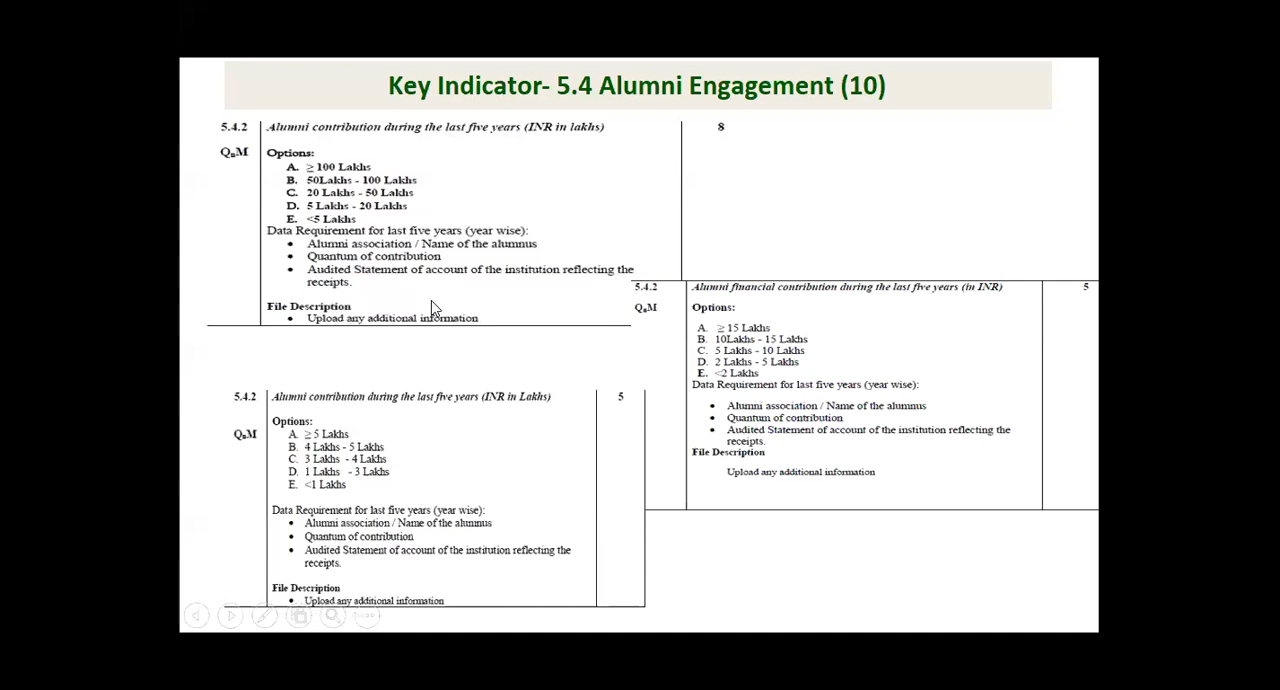 Key Indicator- 5.4 Alumni Engagement (10)
5.4.2 Alumni contribution during the last five years (INR in lakhs) 8
QnM Options:
A. ≥ 100 Lakhs
B. 50Lakhs - 100 Lakhs
C. 20 Lakhs - 50 Lakhs
D. 5 Lakhs - 20 Lakhs
E. <5 Lakhs
Data Requirement for last five years (year wise):
• Alumni association / Name of the alumnus
• Quantum of contribution
• Audited Statement of account of the institution reflecting the
receipts.
File Description
• Upload any additional information
5.4.2 Alumni financial contribution during the last five years (in INR) 5
QnM Options:
A. ≥ 15 Lakhs
B. 10Lakhs - 15 Lakhs
C. 5 Lakhs - 10 Lakhs
D. 2 Lakhs - 5 Lakhs
E. <2 Lakhs
Data Requirement for last five years (year wise):
• Alumni association / Name of the alumnus
• Quantum of contribution
• Audited Statement of account of the institution reflecting the
receipts.
File Description
Upload any additional information
5.4.2 Alumni contribution during the last five years (INR in Lakhs) 5
Options:
QnM
A. ≥ 5 Lakhs
B. 4 Lakhs - 5 Lakhs
C. 3 Lakhs - 4 Lakhs
D. 1 Lakhs - 3 Lakhs
E. <1 Lakhs
Data Requirement for last five years (year wise):
• Alumni association / Name of the alumnus
• Quantum of contribution
• Audited Statement of account of the institution reflecting the
receipts.
File Description
• Upload any additional information